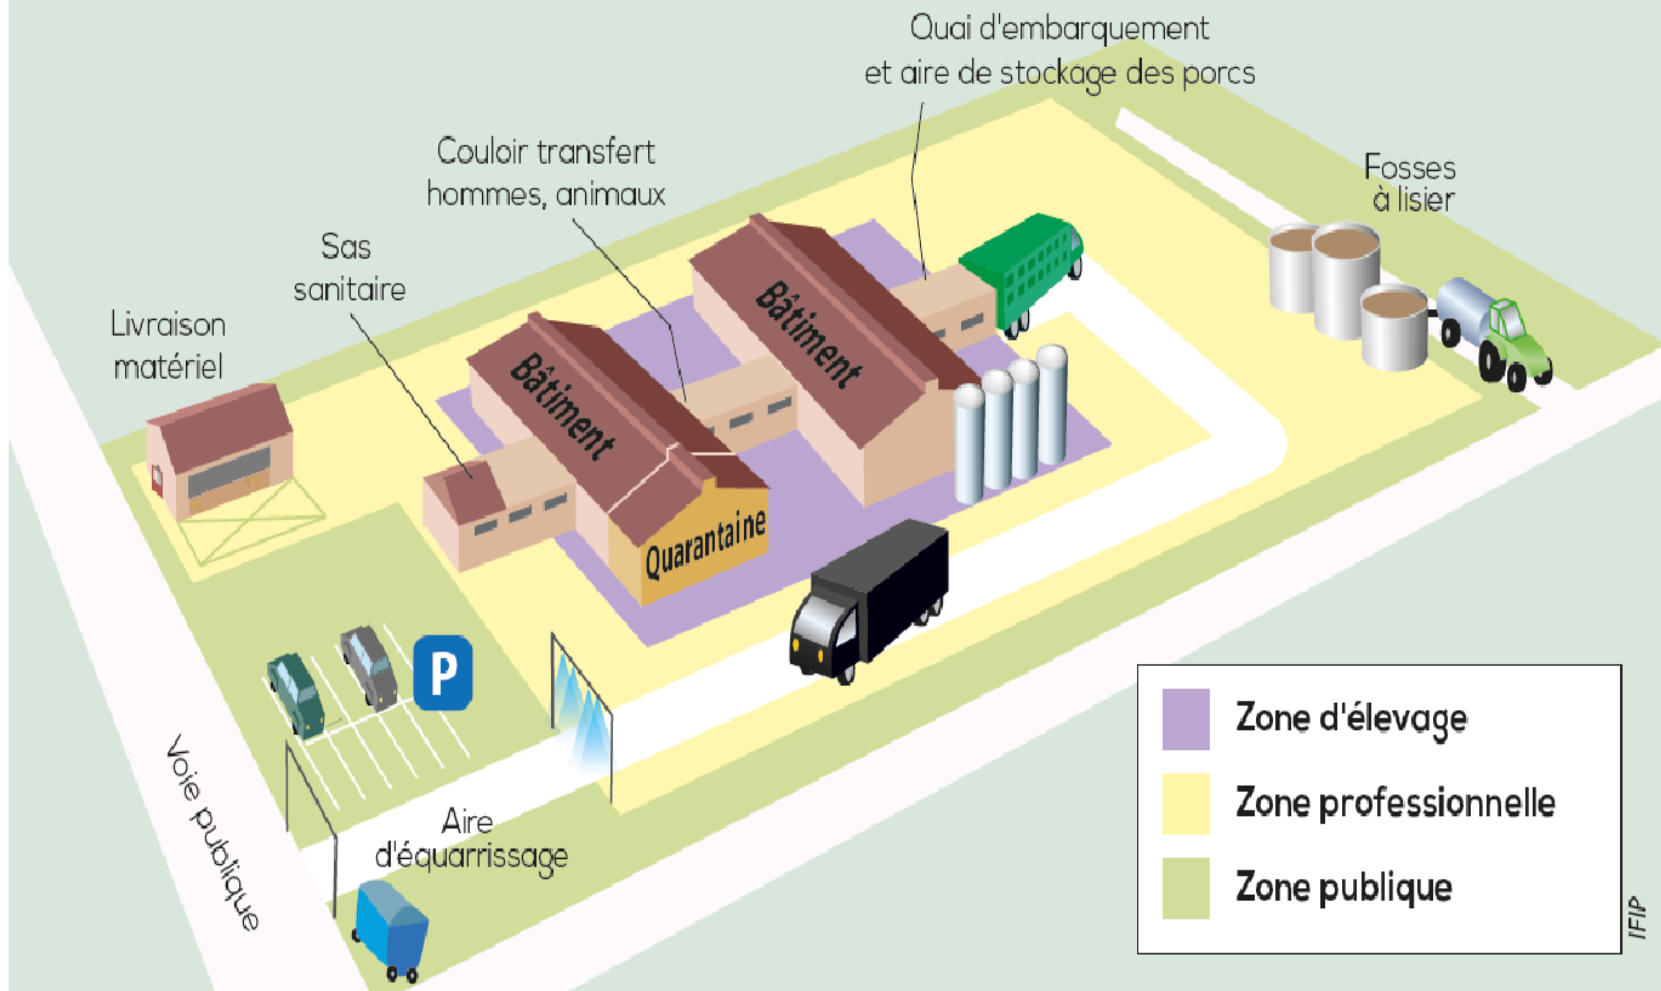 Quai d'embarquement
et aire de stockage des porcs
Couloir transfert
hommes, animaux
Fosses
à lisier
Sas
sanitaire
Livraison
matériel
Bâtiment
Bâtiment
Quarantaine
P
Voie publique
Aire
d'équarrissage
Zone d'élevage
Zone professionnelle
Zone publique
IFIP